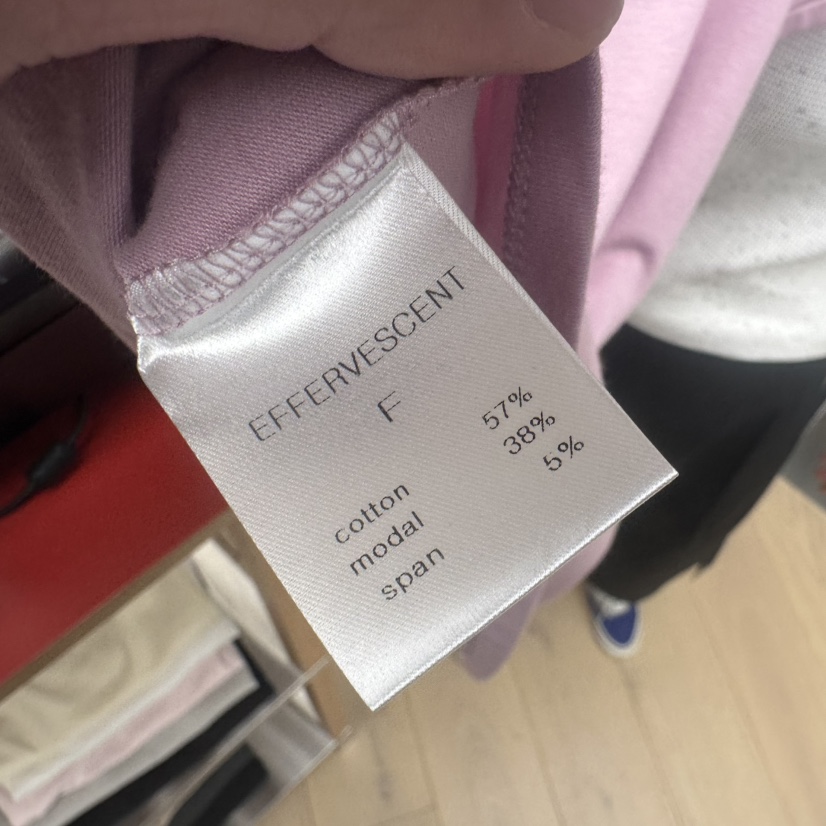 EFFERVESCENT
F
cotton 57%
modal 38%
span 5%